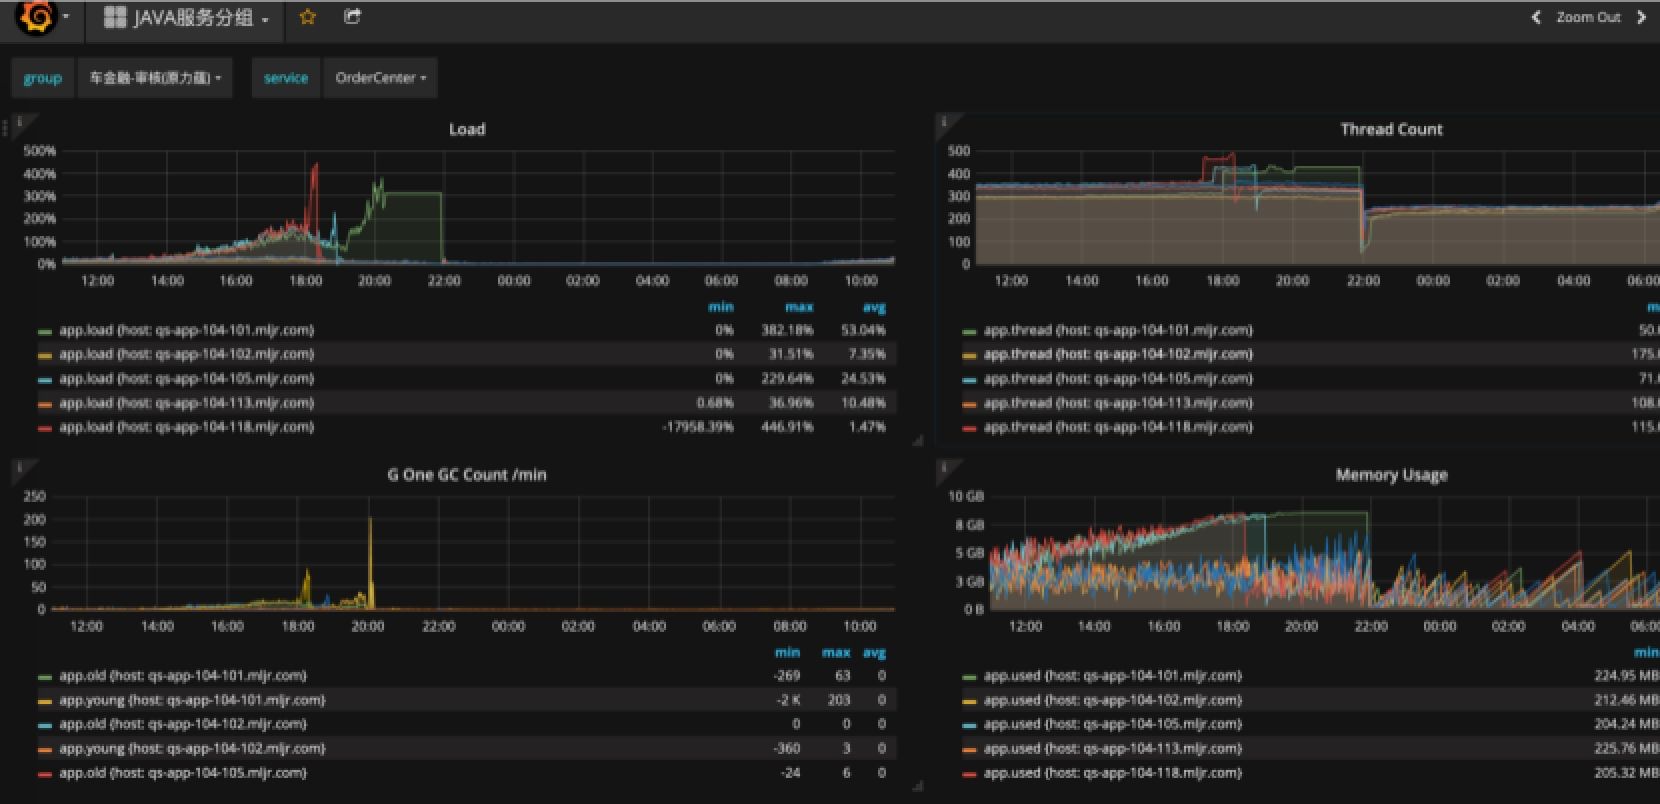 JAVA服务分组
Zoom Out
group 车金融-审核(原力蕴) service OrderCenter
Load
500%
400%
300%
200%
100%
0%
12:00 14:00 16:00 18:00 20:00 22:00 00:00 02:00 04:00 06:00 08:00 10:00
min max avg
app.load {host: qs-app-104-101.mljr.com} 0% 382.18% 53.04%
app.load {host: qs-app-104-102.mljr.com} 0% 31.51% 7.35%
app.load {host: qs-app-104-105.mljr.com} 0% 229.64% 24.53%
app.load {host: qs-app-104-113.mljr.com} 0.68% 36.96% 10.48%
app.load {host: qs-app-104-118.mljr.com} -17958.39% 446.91% 1.47%
Thread Count
500
400
300
200
100
0
12:00 14:00 16:00 18:00 20:00 22:00 00:00 02:00 04:00 06:00
m
app.thread {host: qs-app-104-101.mljr.com} 50.
app.thread {host: qs-app-104-102.mljr.com} 175.
app.thread {host: qs-app-104-105.mljr.com} 71.
app.thread {host: qs-app-104-113.mljr.com} 108.
app.thread {host: qs-app-104-118.mljr.com} 115.
G One GC Count /min
250
200
150
100
50
0
12:00 14:00 16:00 18:00 20:00 22:00 00:00 02:00 04:00 06:00 08:00 10:00
min max avg
app.old {host: qs-app-104-101.mljr.com} -269 63 0
app.young {host: qs-app-104-101.mljr.com} -2 K 203 0
app.old {host: qs-app-104-102.mljr.com} 0 0 0
app.young {host: qs-app-104-102.mljr.com} -360 3 0
app.old {host: qs-app-104-105.mljr.com} -24 6 0
Memory Usage
10 GB
8 GB
5 GB
3 GB
0 B
12:00 14:00 16:00 18:00 20:00 22:00 00:00 02:00 04:00 06:00
min
app.used {host: qs-app-104-101.mljr.com} 224.95 MB
app.used {host: qs-app-104-102.mljr.com} 212.46 MB
app.used {host: qs-app-104-105.mljr.com} 204.24 MB
app.used {host: qs-app-104-113.mljr.com} 225.76 MB
app.used {host: qs-app-104-118.mljr.com} 205.32 MB